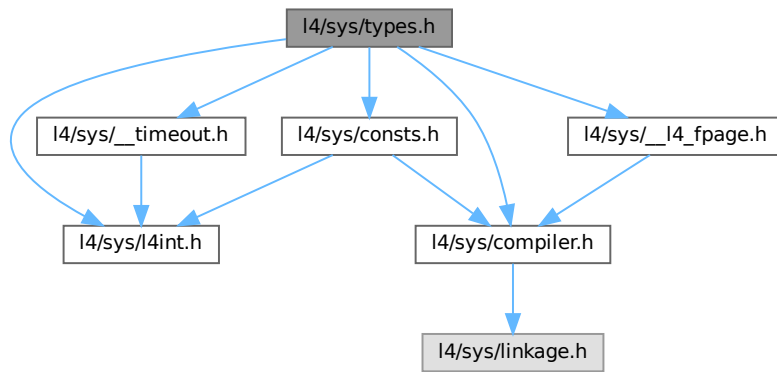 l4/sys/types.h
l4/sys/__timeout.h
l4/sys/consts.h
l4/sys/__l4_fpage.h
l4/sys/l4int.h
l4/sys/compiler.h
l4/sys/linkage.h